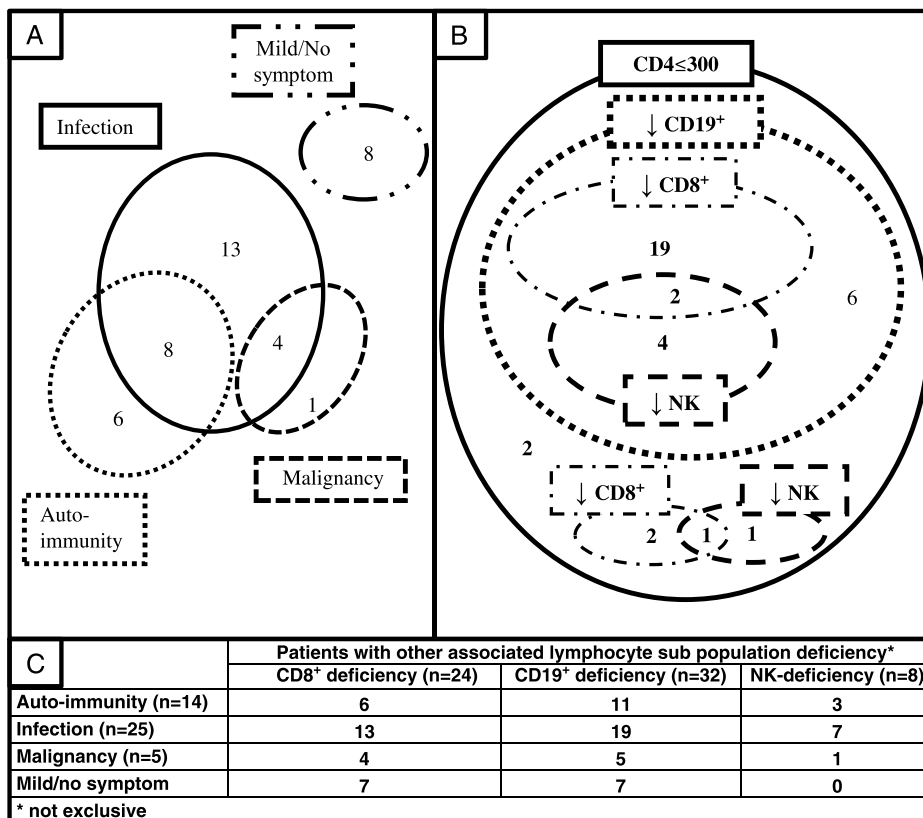 A
Mild/No
symptom
Infection
8
13
8
4
6
1
Malignancy
Auto-
immunity
B
CD4≤300
↓ CD19⁺
↓ CD8⁺
19
2
6
4
↓ NK
2
↓ CD8⁺
↓ NK
2
1
1
C
Patients with other associated lymphocyte sub population deficiency*
CD8⁺ deficiency (n=24) CD19⁺ deficiency (n=32) NK-deficiency (n=8)
Auto-immunity (n=14) 6 11 3
Infection (n=25) 13 19 7
Malignancy (n=5) 4 5 1
Mild/no symptom 7 7 0
* not exclusive